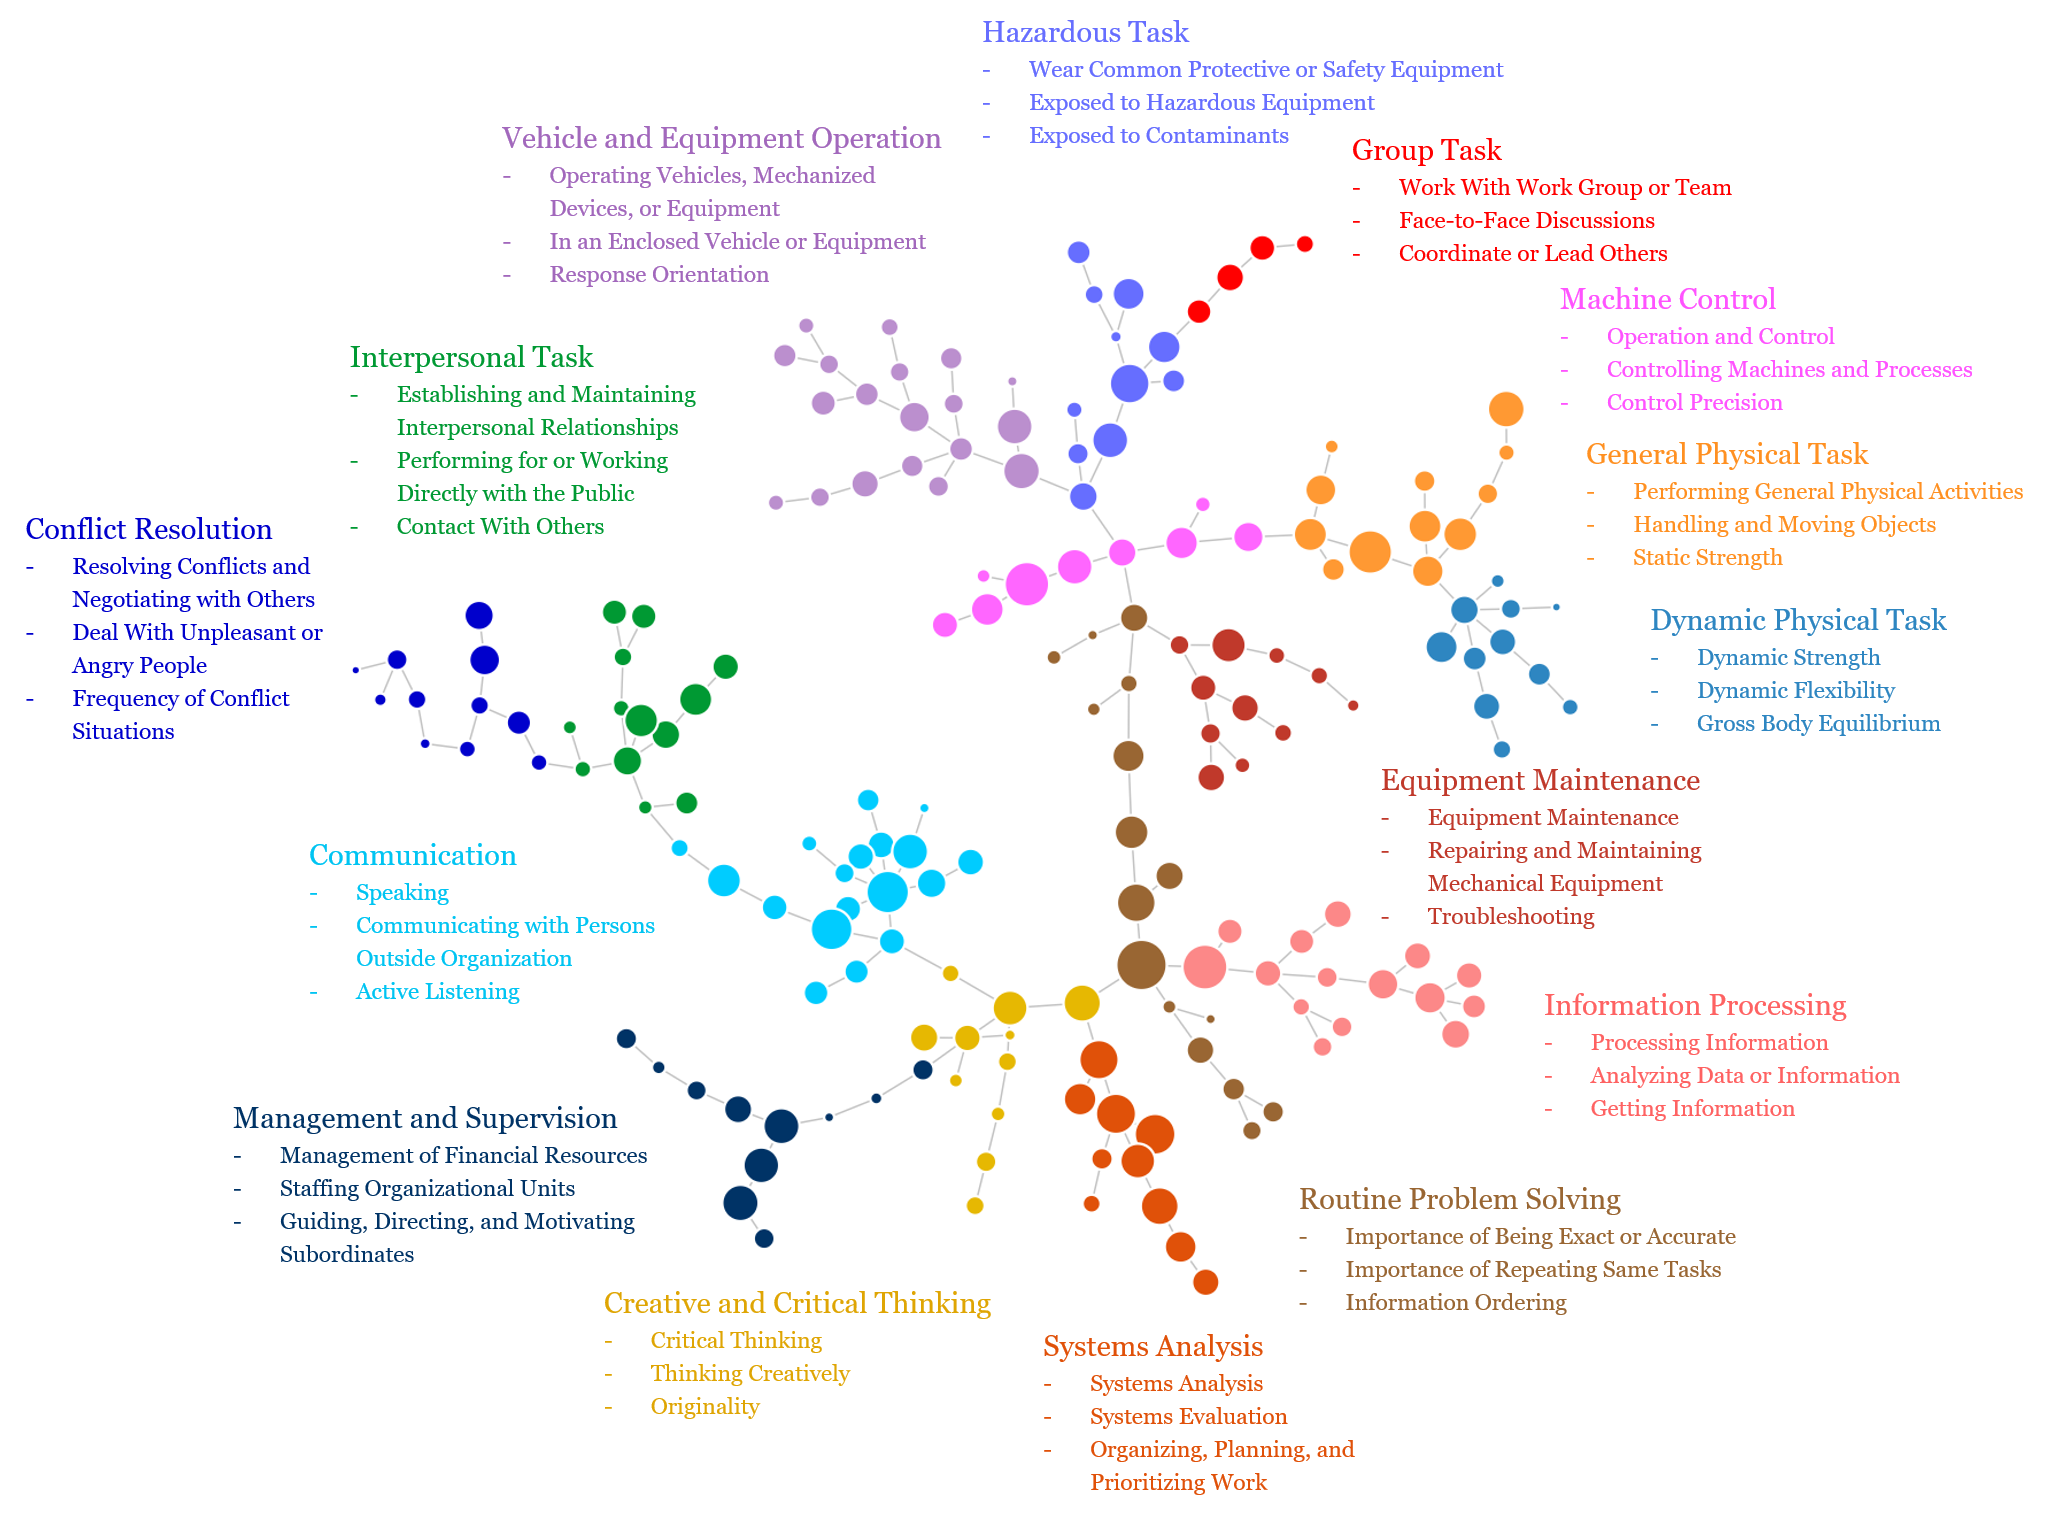 Hazardous Task
- Wear Common Protective or Safety Equipment
- Exposed to Hazardous Equipment
- Exposed to Contaminants
Vehicle and Equipment Operation
- Operating Vehicles, Mechanized
Devices, or Equipment
- In an Enclosed Vehicle or Equipment
- Response Orientation
Group Task
- Work With Work Group or Team
- Face-to-Face Discussions
- Coordinate or Lead Others
Machine Control
- Operation and Control
- Controlling Machines and Processes
- Control Precision
Interpersonal Task
- Establishing and Maintaining
Interpersonal Relationships
- Performing for or Working
Directly with the Public
- Contact With Others
General Physical Task
- Performing General Physical Activities
- Handling and Moving Objects
- Static Strength
Conflict Resolution
- Resolving Conflicts and
Negotiating with Others
- Deal With Unpleasant or
Angry People
- Frequency of Conflict
Situations
Dynamic Physical Task
- Dynamic Strength
- Dynamic Flexibility
- Gross Body Equilibrium
Equipment Maintenance
- Equipment Maintenance
- Repairing and Maintaining
Mechanical Equipment
- Troubleshooting
Communication
- Speaking
- Communicating with Persons
Outside Organization
- Active Listening
Information Processing
- Processing Information
- Analyzing Data or Information
- Getting Information
Management and Supervision
- Management of Financial Resources
- Staffing Organizational Units
- Guiding, Directing, and Motivating
Subordinates
Routine Problem Solving
- Importance of Being Exact or Accurate
- Importance of Repeating Same Tasks
- Information Ordering
Creative and Critical Thinking
- Critical Thinking
- Thinking Creatively
- Originality
Systems Analysis
- Systems Analysis
- Systems Evaluation
- Organizing, Planning, and
Prioritizing Work